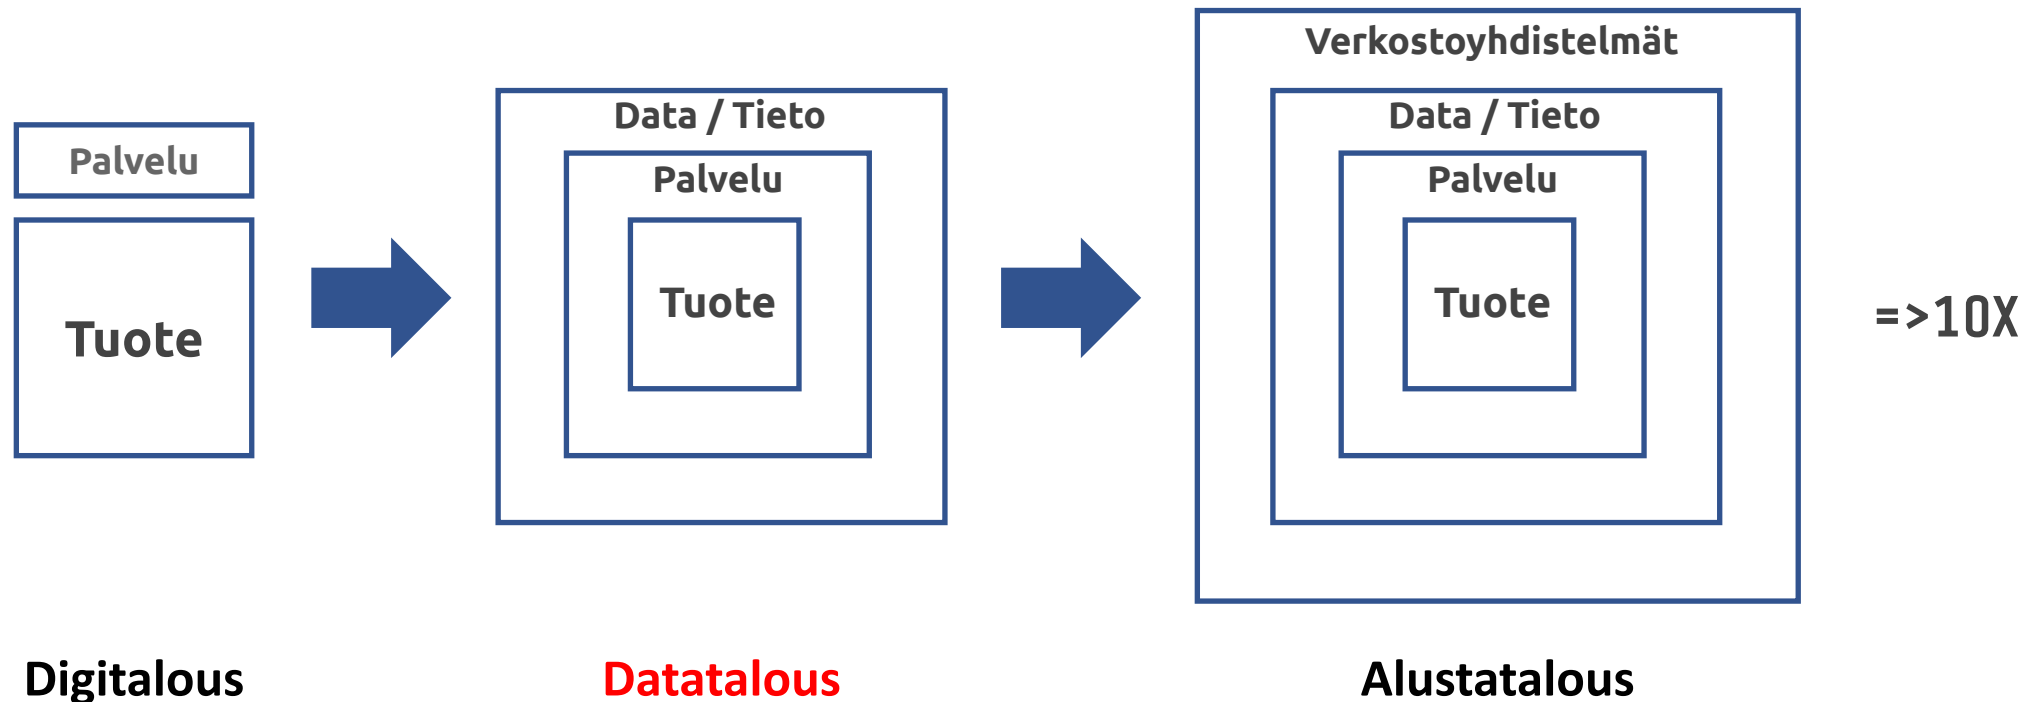 Palvelu
Tuote
Digitalous
Data / Tieto
Palvelu
Tuote
Datatalous
Verkostoyhdistelmät
Data / Tieto
Palvelu
Tuote
Alustatalous
=>10X